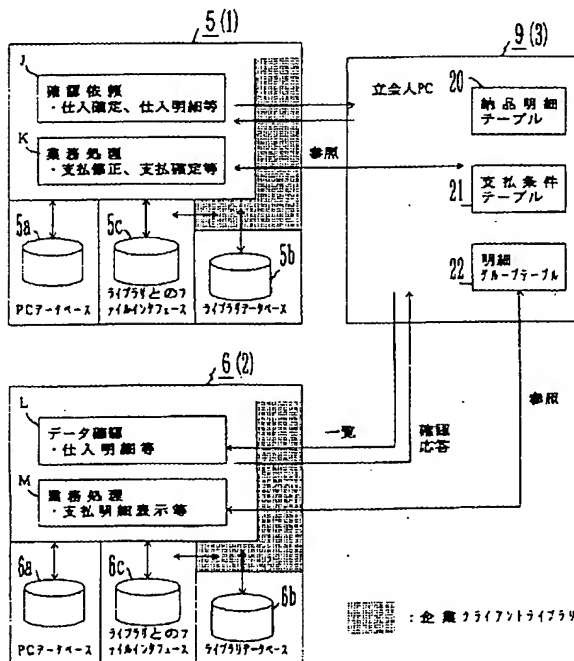 5(1)
J
確認依頼
・仕入確定、仕入明細等
K
業務処理
・支払修正、支払確定等
5a
5c
5b
PCデータベース
ライブラリとのファイルインタフェース
ライブラリデータベース
参照
9(3)
立会人PC
20
納品明細
テーブル
21
支払条件
テーブル
22
明細
グループテーブル
6(2)
L
データ確認
・仕入明細等
M
業務処理
・支払明細表示等
一覧
確認
応答
参照
6a
6c
6b
PCデータベース
ライブラリとの
ファイルインタフェース
ライブラリデータベース
：企業クライアントライブラリ